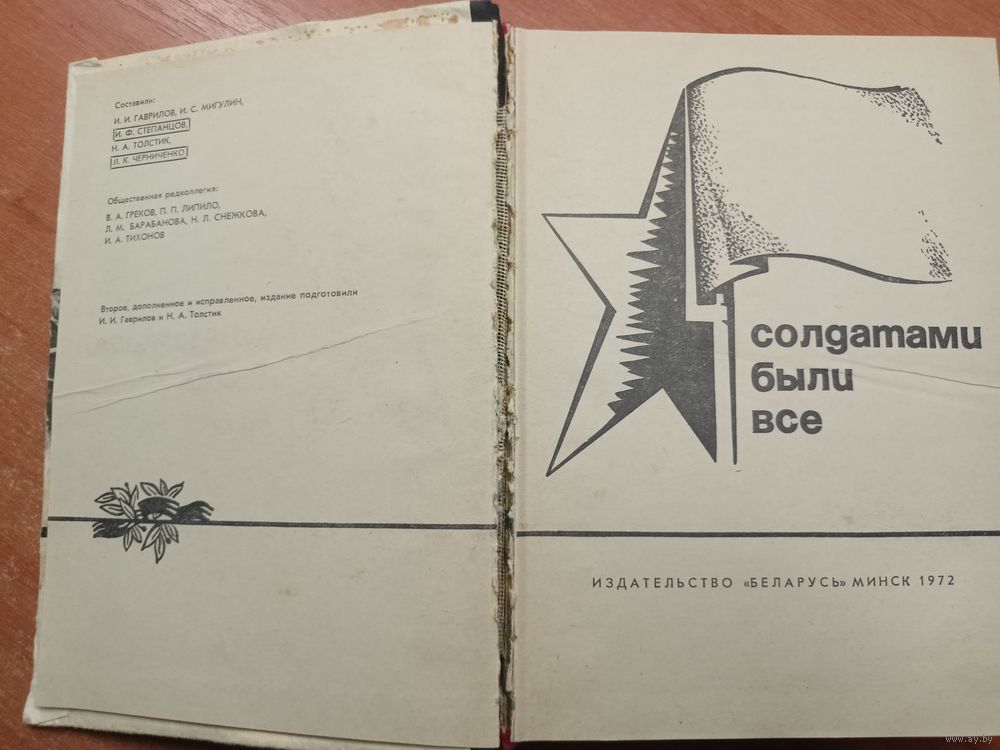 Составили:
И. И. ГАВРИЛОВ, И. С. МИГУЛИН,
И. Ф. СТЕПАНЦОВ,
Н. А. ТОЛСТИК,
Л. К. ЧЕРНИЧЕНКО
Общественная редколлегия:
В. А. ГРЕКОВ, П. П. ЛИПИЛО,
Л. М. БАРАБАНОВА, Н. Л. СНЕЖКОВА,
И. А. ТИХОНОВ
Второе, дополненное и исправленное, издание подготовили
И. И. Гаврилов и Н. А. Толстик
солдатами
были
все
ИЗДАТЕЛЬСТВО «БЕЛАРУСЬ» МИНСК 1972
www.ay.by